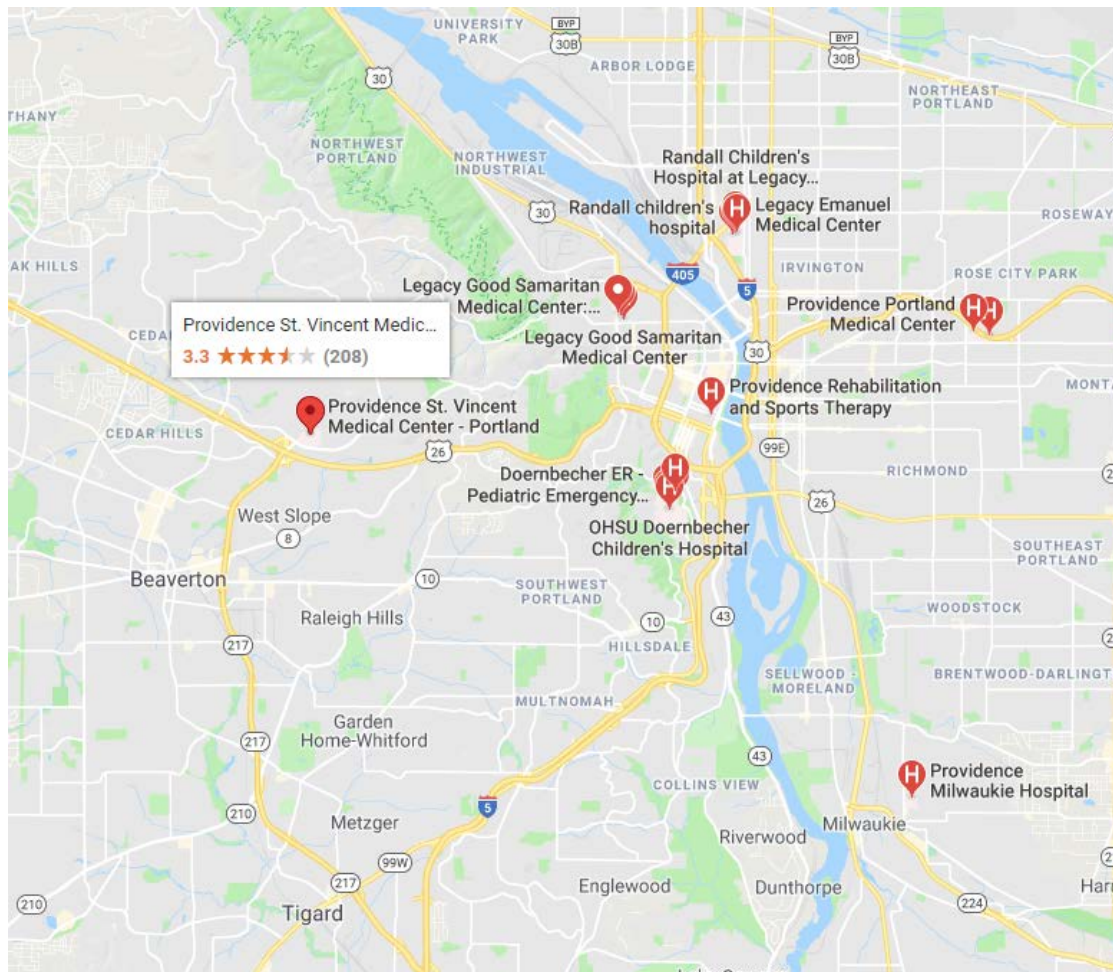 UNIVERSITY
PARK
BYP
30B
BYP
30B
ARBOR LODGE
30
NORTHEAST
PORTLAND
THANY
NORTHWEST
PORTLAND
NORTHWEST
INDUSTRIAL
Randall Children's
Hospital at Legacy...
Randall children's
hospital
H
Legacy Emanuel
Medical Center
30
ROSEWAY
AK HILLS
405
5
IRVINGTON
ROSE CITY PARK
Legacy Good Samaritan
Medical Center:...
Providence Portland
Medical Center
H
H
Providence St. Vincent Medic...
3.3
(208)
CEDA
Legacy Good Samaritan
Medical Center
30
H
Providence Rehabilitation
and Sports Therapy
MONTA
Providence St. Vincent
Medical Center - Portland
CEDAR HILLS
26
99E
Doernbecher ER -
Pediatric Emergency...
H
H
RICHMOND
26
OHSU Doernbecher
Children's Hospital
West Slope
8
SOUTHEAST
PORTLAND
Beaverton
10
SOUTHWEST
PORTLAND
Raleigh Hills
10
43
WOODSTOCK
217
HILLSDALE
SELLWOOD -
MORELAND
BRENTWOOD-DARLINGT
MULTNOMAH
Garden
Home-Whitford
217
43
COLLINS VIEW
H
Providence
Milwaukie Hospital
5
210
Metzger
Riverwood
Milwaukie
99W
217
Englewood
Dunthorpe
Harr
210
Tigard
224